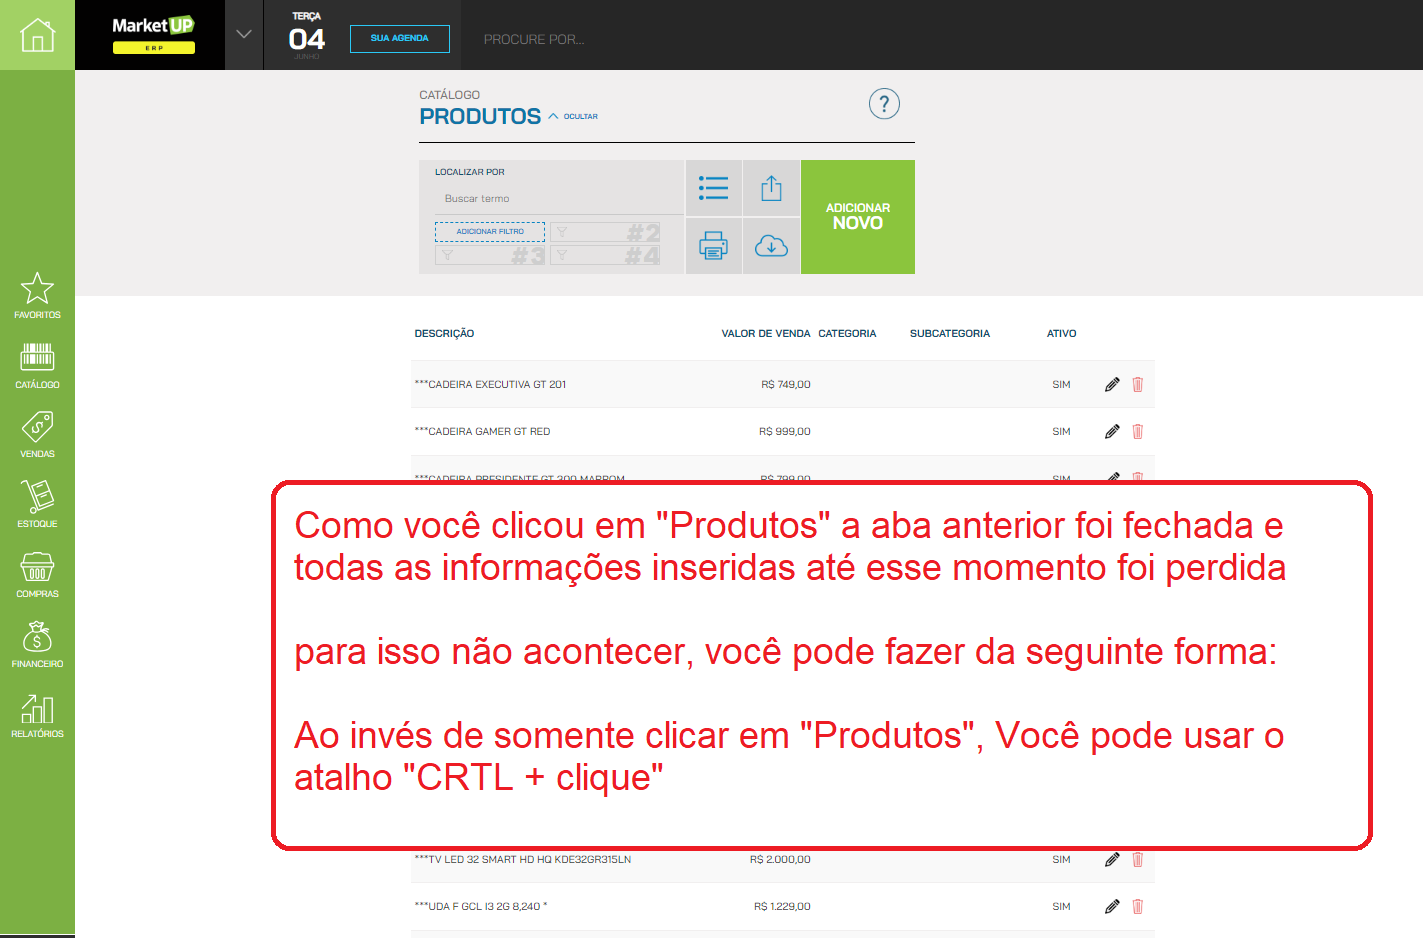 MarketUP
ERP
TERÇA
04
JUNHO
SUA AGENDA
PROCURE POR...
CATÁLOGO
PRODUTOS OCULTAR
?
LOCALIZAR POR
Buscar termo
ADICIONAR FILTRO
#2
#3
#4
ADICIONAR
NOVO
FAVORITOS
CATÁLOGO
VENDAS
ESTOQUE
COMPRAS
FINANCEIRO
RELATÓRIOS
DESCRIÇÃO VALOR DE VENDA CATEGORIA SUBCATEGORIA ATIVO
***CADEIRA EXECUTIVA GT 201 R$ 749,00 SIM
***CADEIRA GAMER GT RED R$ 999,00 SIM
***CADEIRA PRESIDENTE GT 300 MARROM R$ 799,00 SIM
Como você clicou em "Produtos" a aba anterior foi fechada e
todas as informações inseridas até esse momento foi perdida
para isso não acontecer, você pode fazer da seguinte forma:
Ao invés de somente clicar em "Produtos", Você pode usar o
atalho "CRTL + clique"
***TV LED 32 SMART HD HQ KDE32GR315LN R$ 2.000,00 SIM
***UDA F GCL I3 2G 8,240 * R$ 1.229,00 SIM